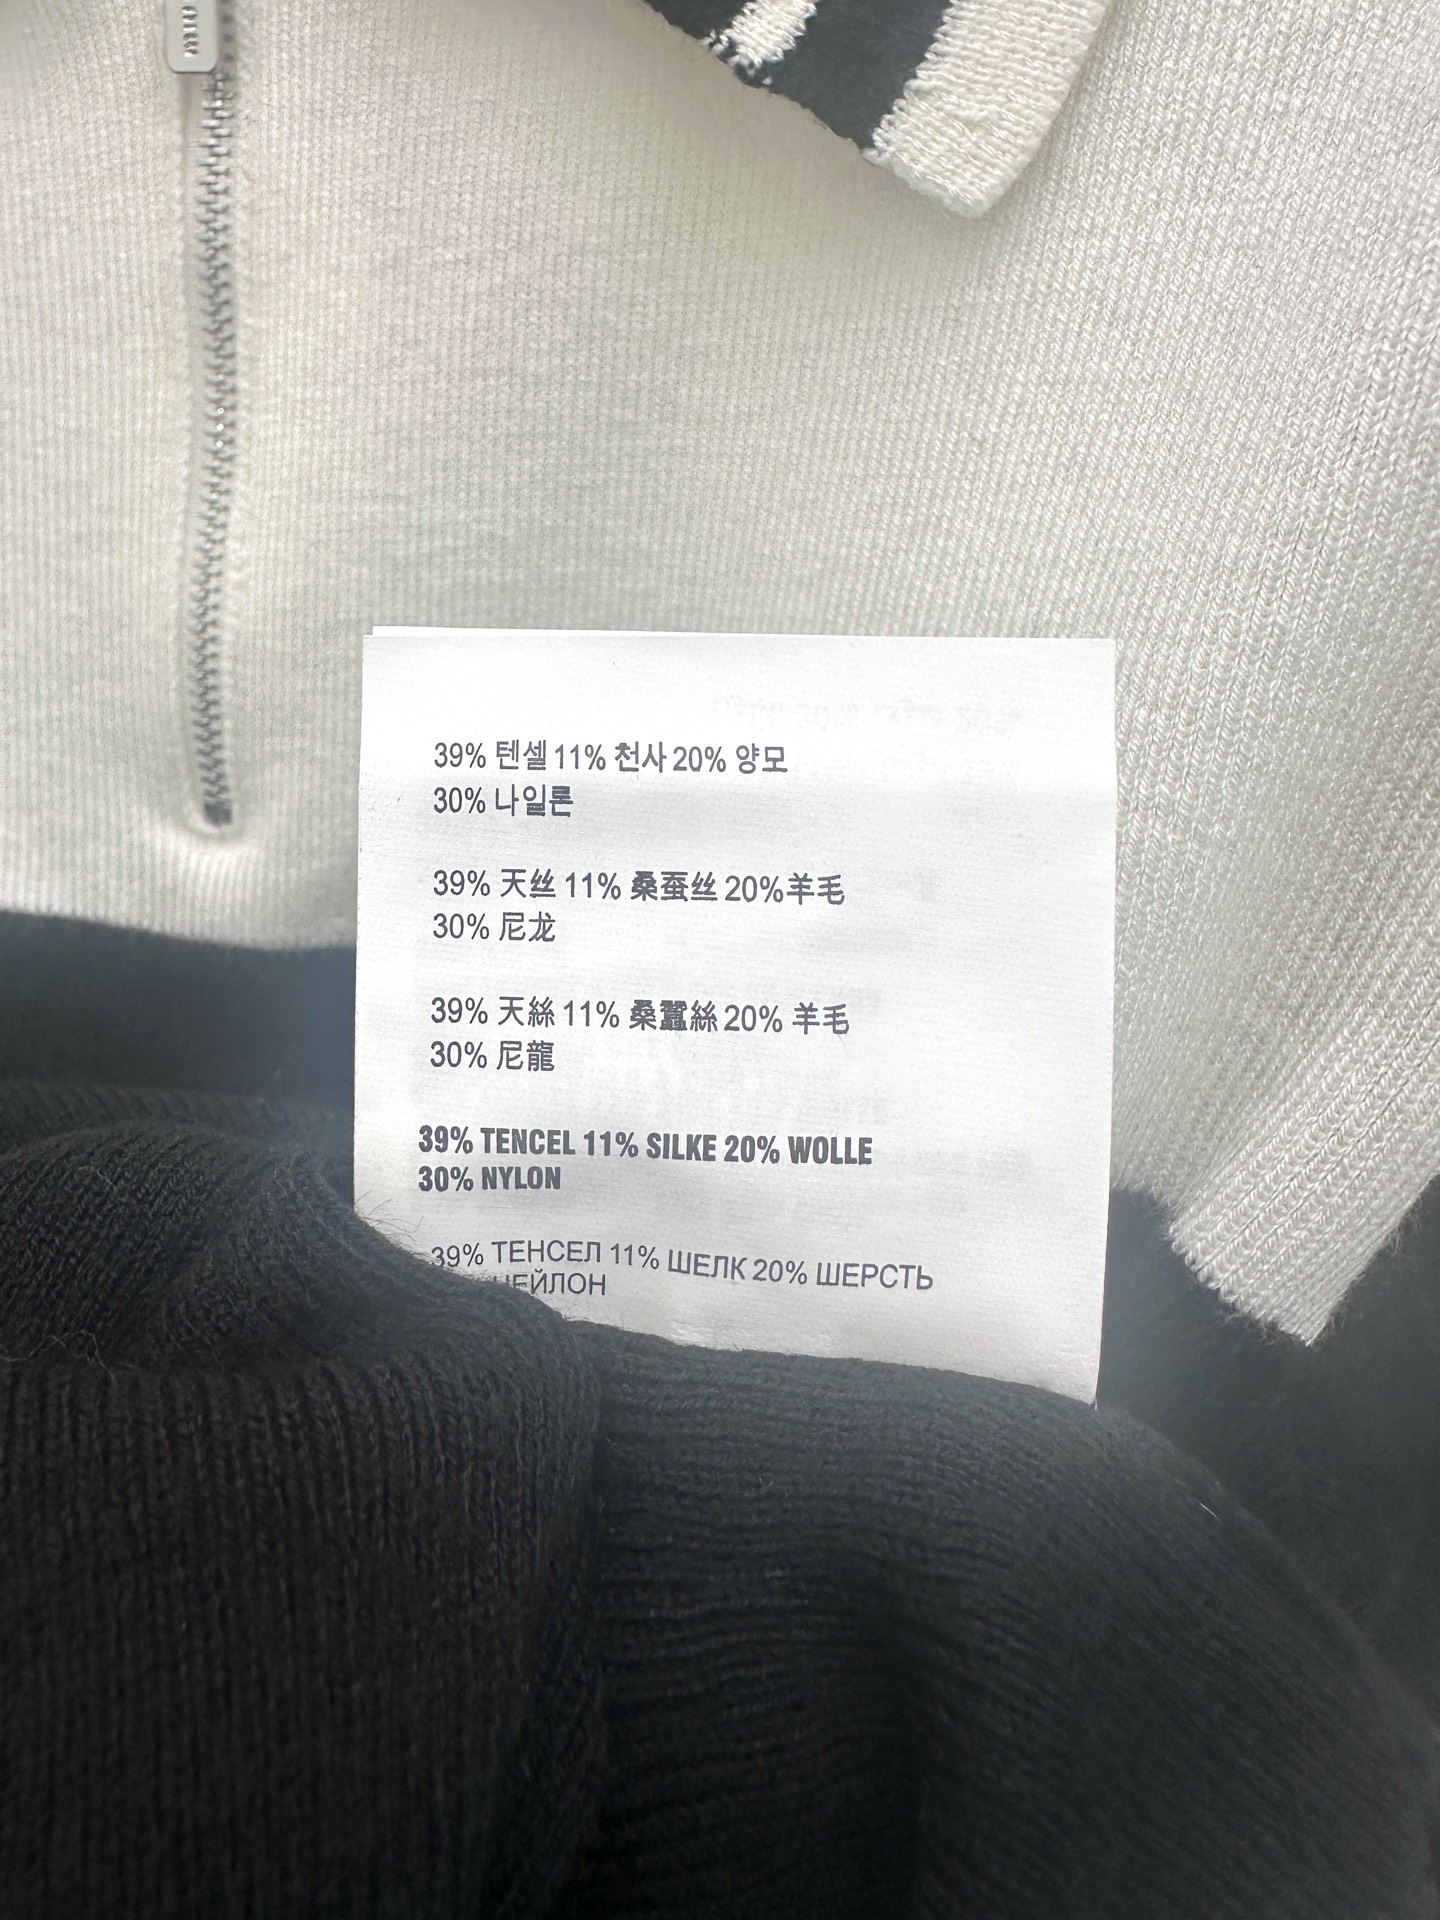 39% 텐셀 11% 천사 20% 양모
30% 나일론
39% 天丝 11% 桑蚕丝 20%羊毛
30% 尼龙
39% 天絲 11% 桑蠶絲 20% 羊毛
30% 尼龍
39% TENCEL 11% SILKE 20% WOLLE
30% NYLON
39% ТЕНСЕЛ 11% ШЕЛК 20% ШЕРСТЬ
НЕЙЛОН